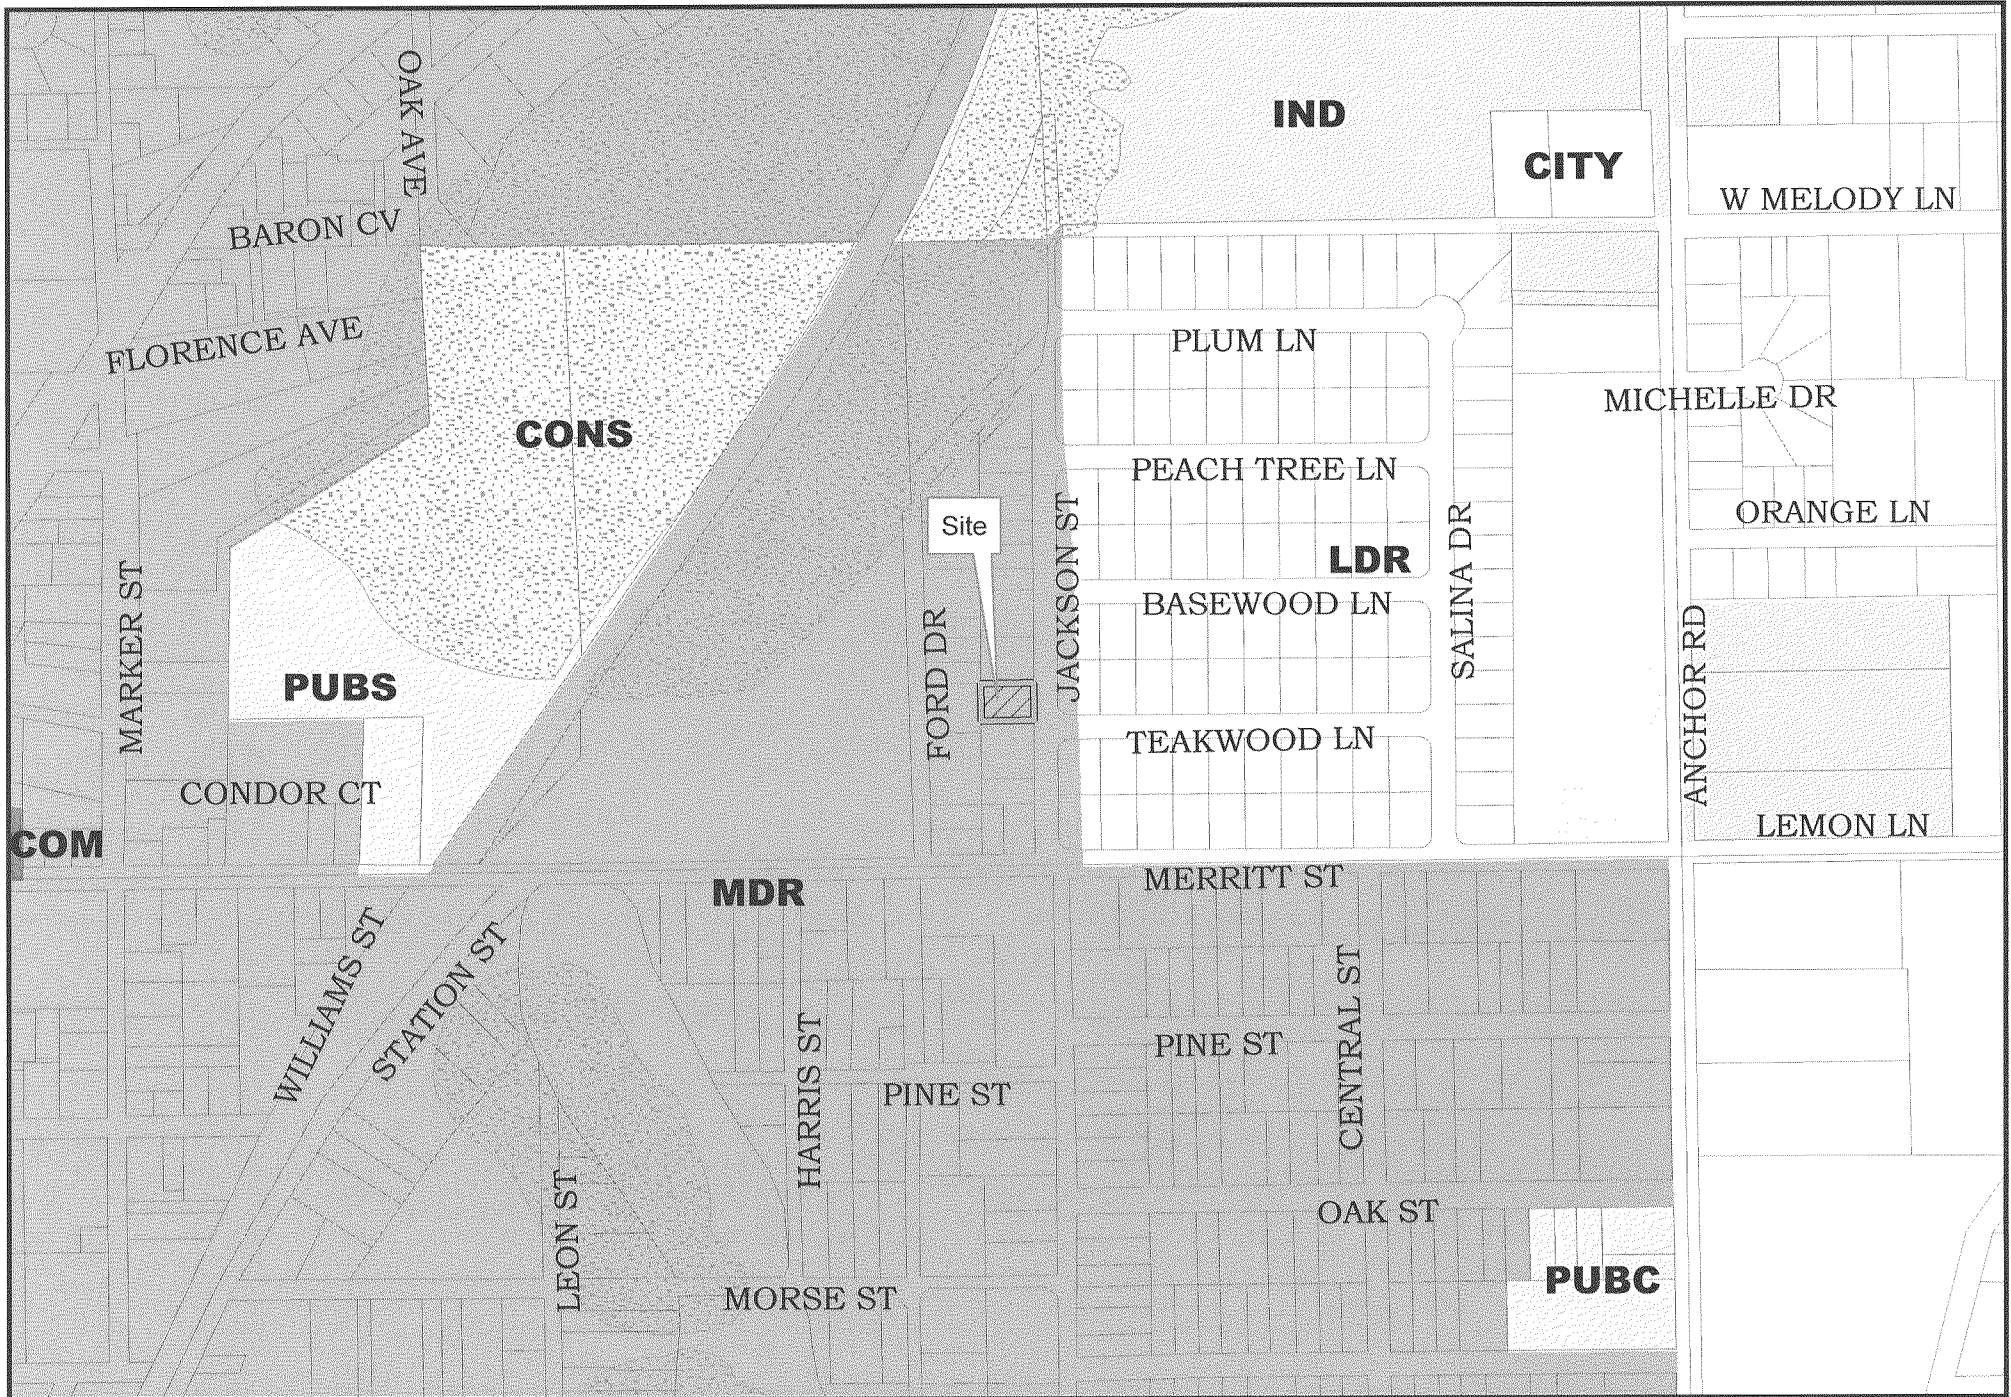 OAK AVE
IND
CITY
W MELODY LN
BARON CV
FLORENCE AVE
PLUM LN
MICHELLE DR
CONS
PEACH TREE LN
ORANGE LN
Site
JACKSON ST
LDR
SALINA DR
BASEWOOD LN
MARKER ST
PUBS
FORD DR
ANCHOR RD
TEAKWOOD LN
CONDOR CT
LEMON LN
COM
MERRITT ST
MDR
WILLIAMS ST
STATION ST
CENTRAL ST
PINE ST
HARRIS ST
PINE ST
LEON ST
OAK ST
PUBC
MORSE ST